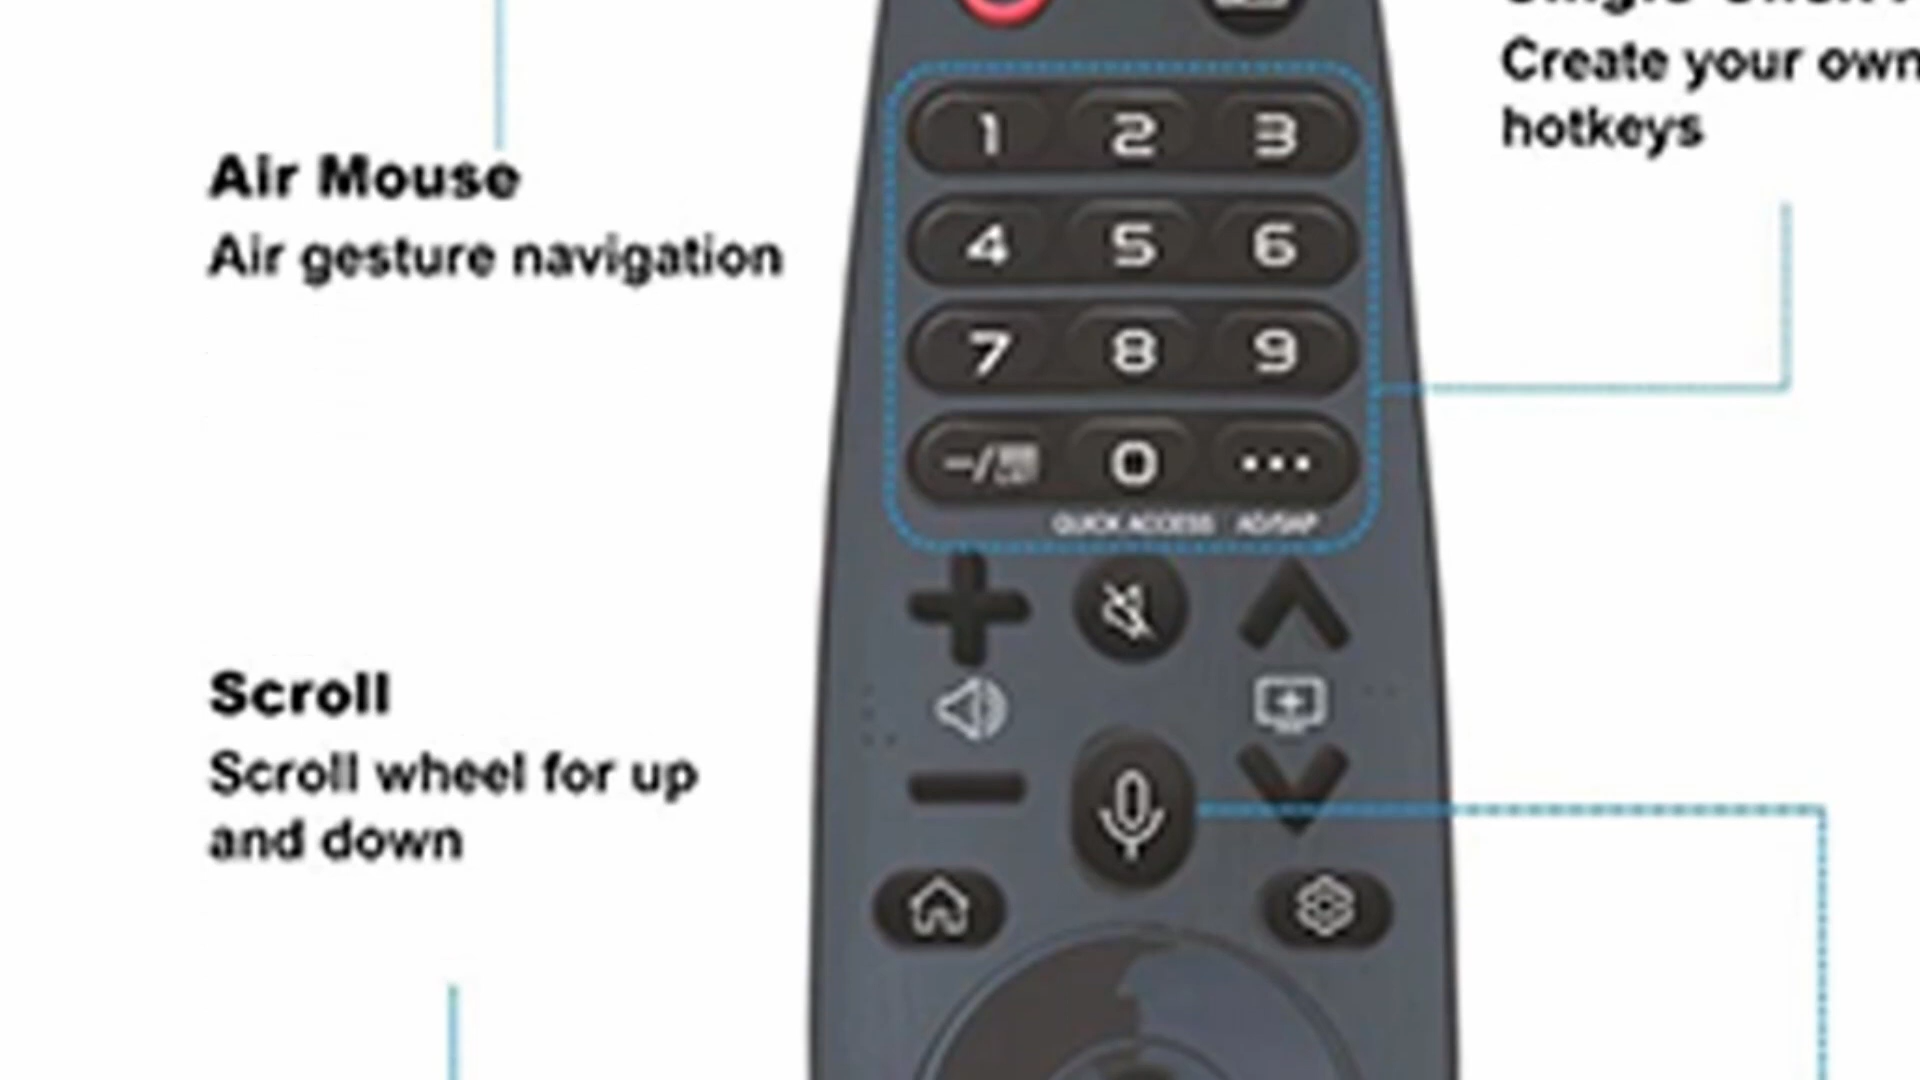 Create your own
hotkeys
Air Mouse
Air gesture navigation
1 2 3
4 5 6
7 8 9
-/
0 ...
QUICK ACCESS AD/SAP
Scroll
Scroll wheel for up
and down